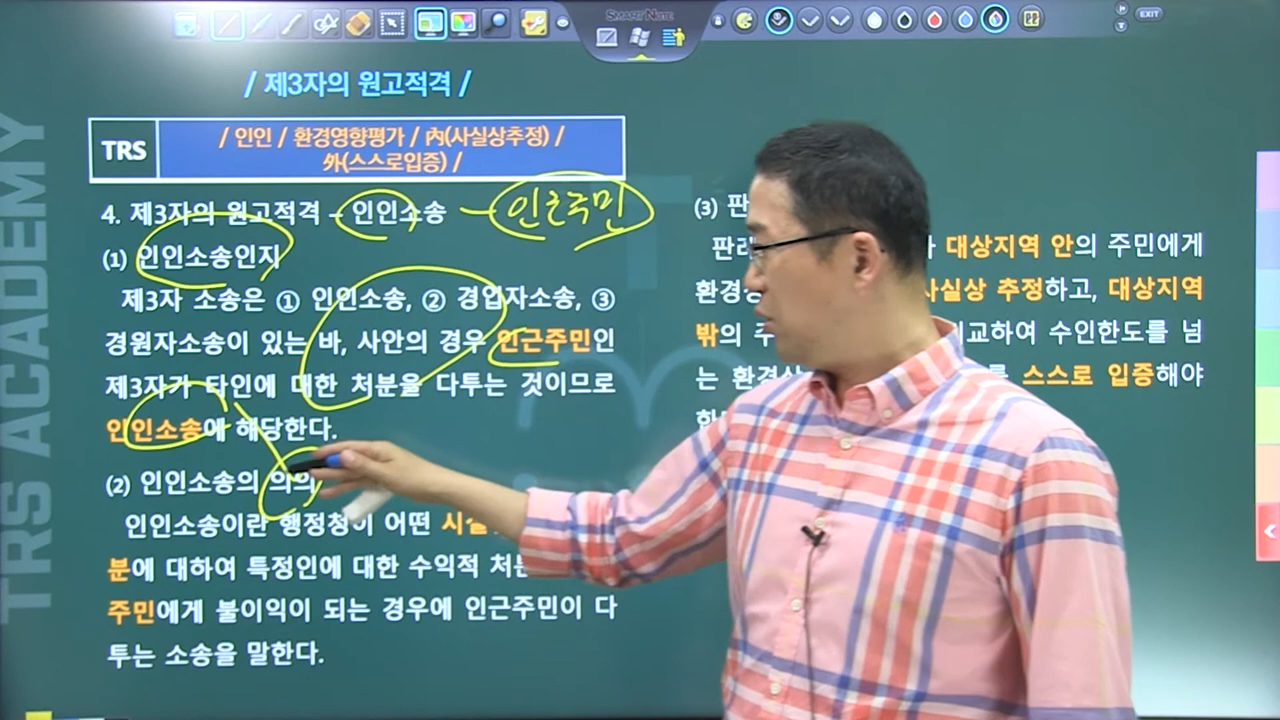 SMART NOTE
EXIT
/ 제3자의 원고적격 /
TRS
/ 인인 / 환경영향평가 / 內(사실상추정) /
外(스스로입증) /
4. 제3자의 원고적격 – 인인소송 – 인근주민
(1) 인인소송인지
제3자 소송은 ① 인인소송, ② 경업자소송, ③
경원자소송이 있는 바, 사안의 경우 인근주민인
제3자가 타인에 대한 처분을 다투는 것이므로
인인소송에 해당한다.
(2) 인인소송의 의의
인인소송이란 행정청이 어떤
분에 대하여 특정인에 대한 수익적
주민에게 불이익이 되는 경우에 인근주민이 다
투는 소송을 말한다.
(3) 판
대상지역 안의 주민에게
사실상 추정하고, 대상지역
밖의 비교하여 수인한도를 넘
는 스스로 입증해야
TRS ACADEMY